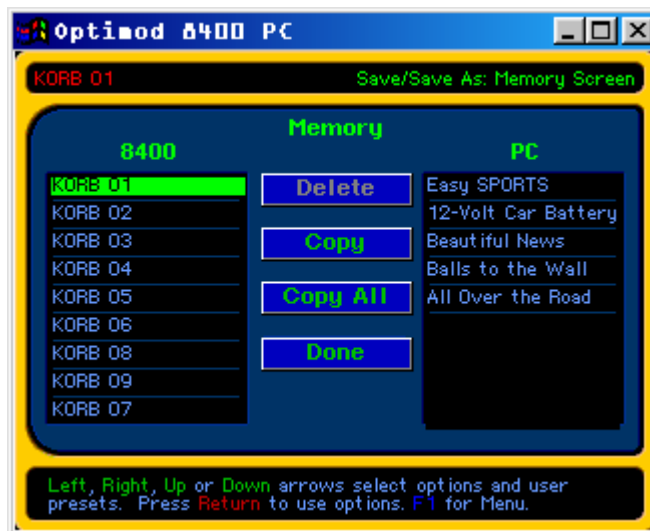 Optimod 8400 PC
KORB 01 Save/Save As: Memory Screen
Memory
8400
KORB 01
KORB 02
KORB 03
KORB 04
KORB 05
KORB 06
KORB 08
KORB 09
KORB 07
Delete
Copy
Copy All
Done
PC
Easy SPORTS
12-Volt Car Battery
Beautiful News
Balls to the Wall
All Over the Road
Left, Right, Up or Down arrows select options and user
presets. Press Return to use options. F1 for Menu.